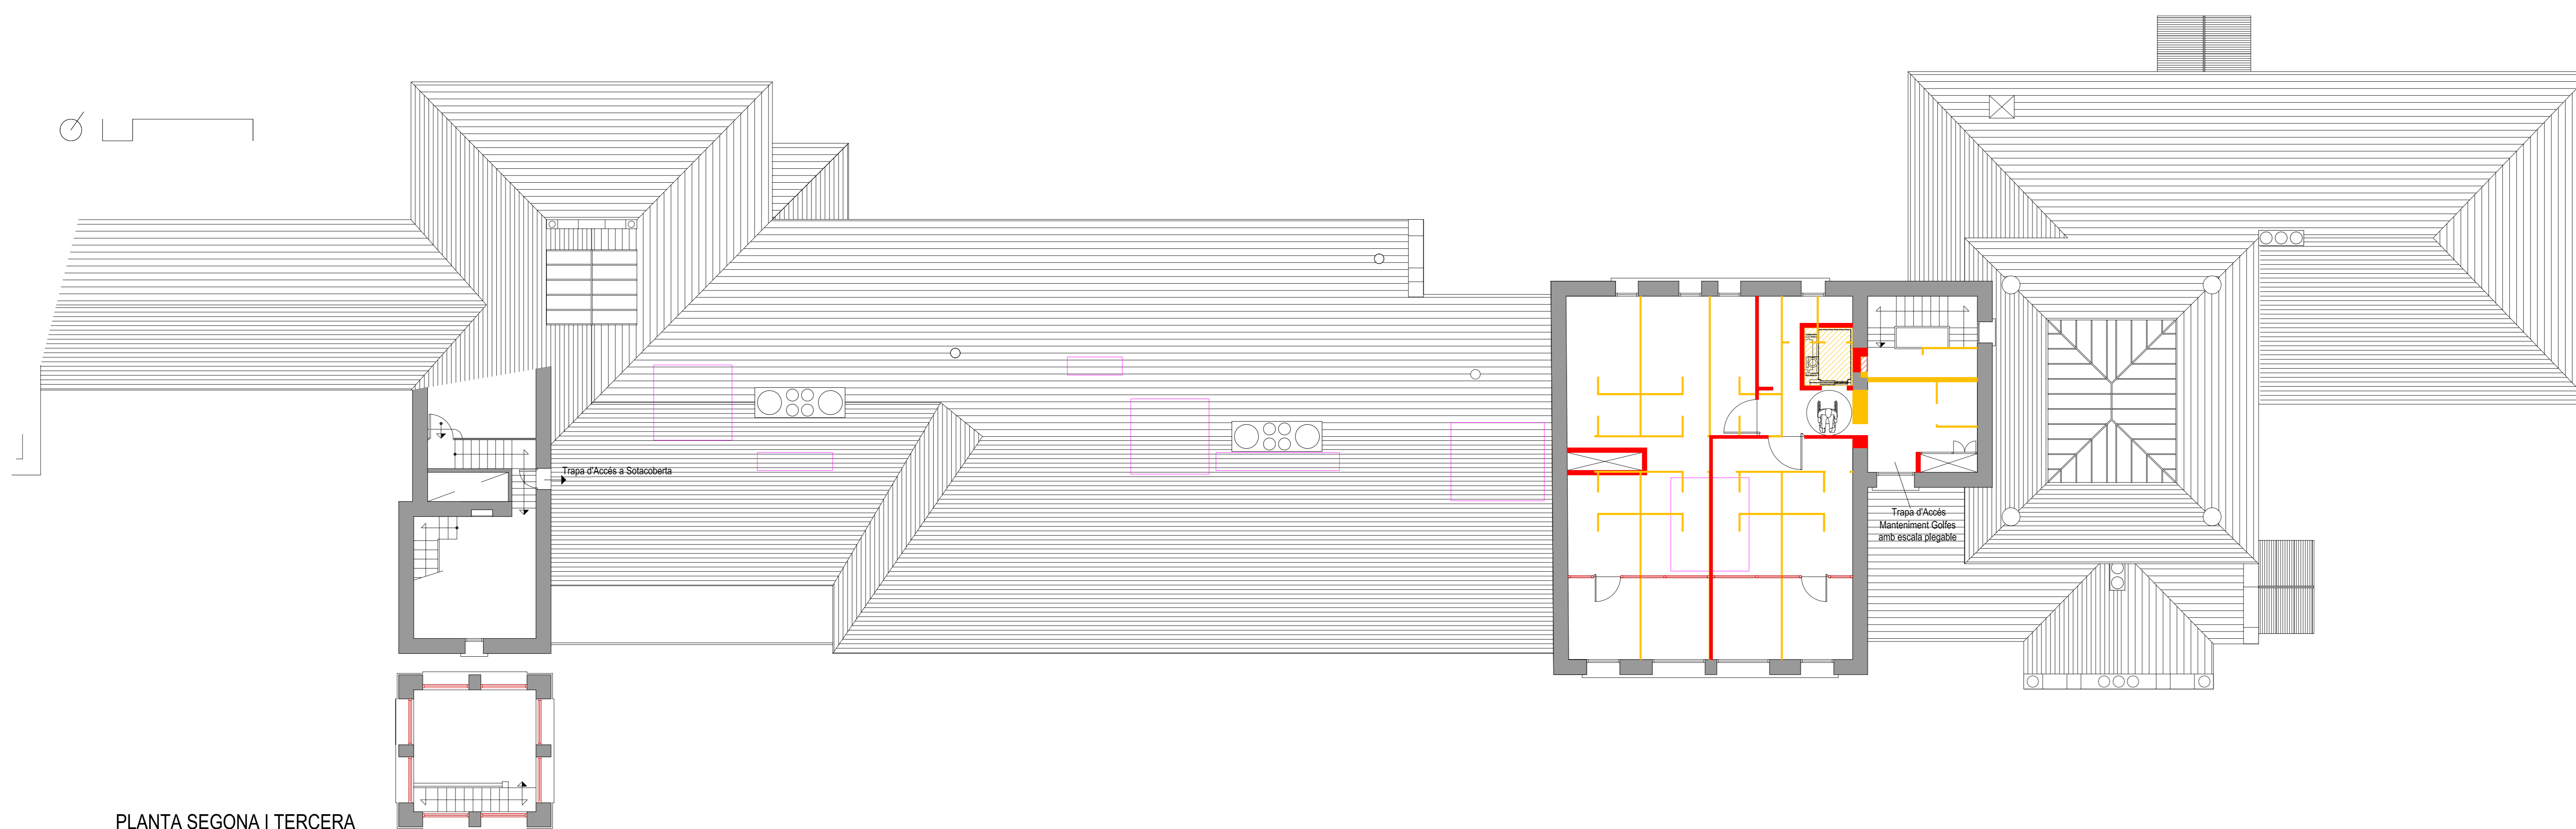 Trapa d'Accés a Sotacoberta
Trapa d'Accés
Manteniment Golfes
amb escala plegable
PLANTA SEGONA I TERCERA